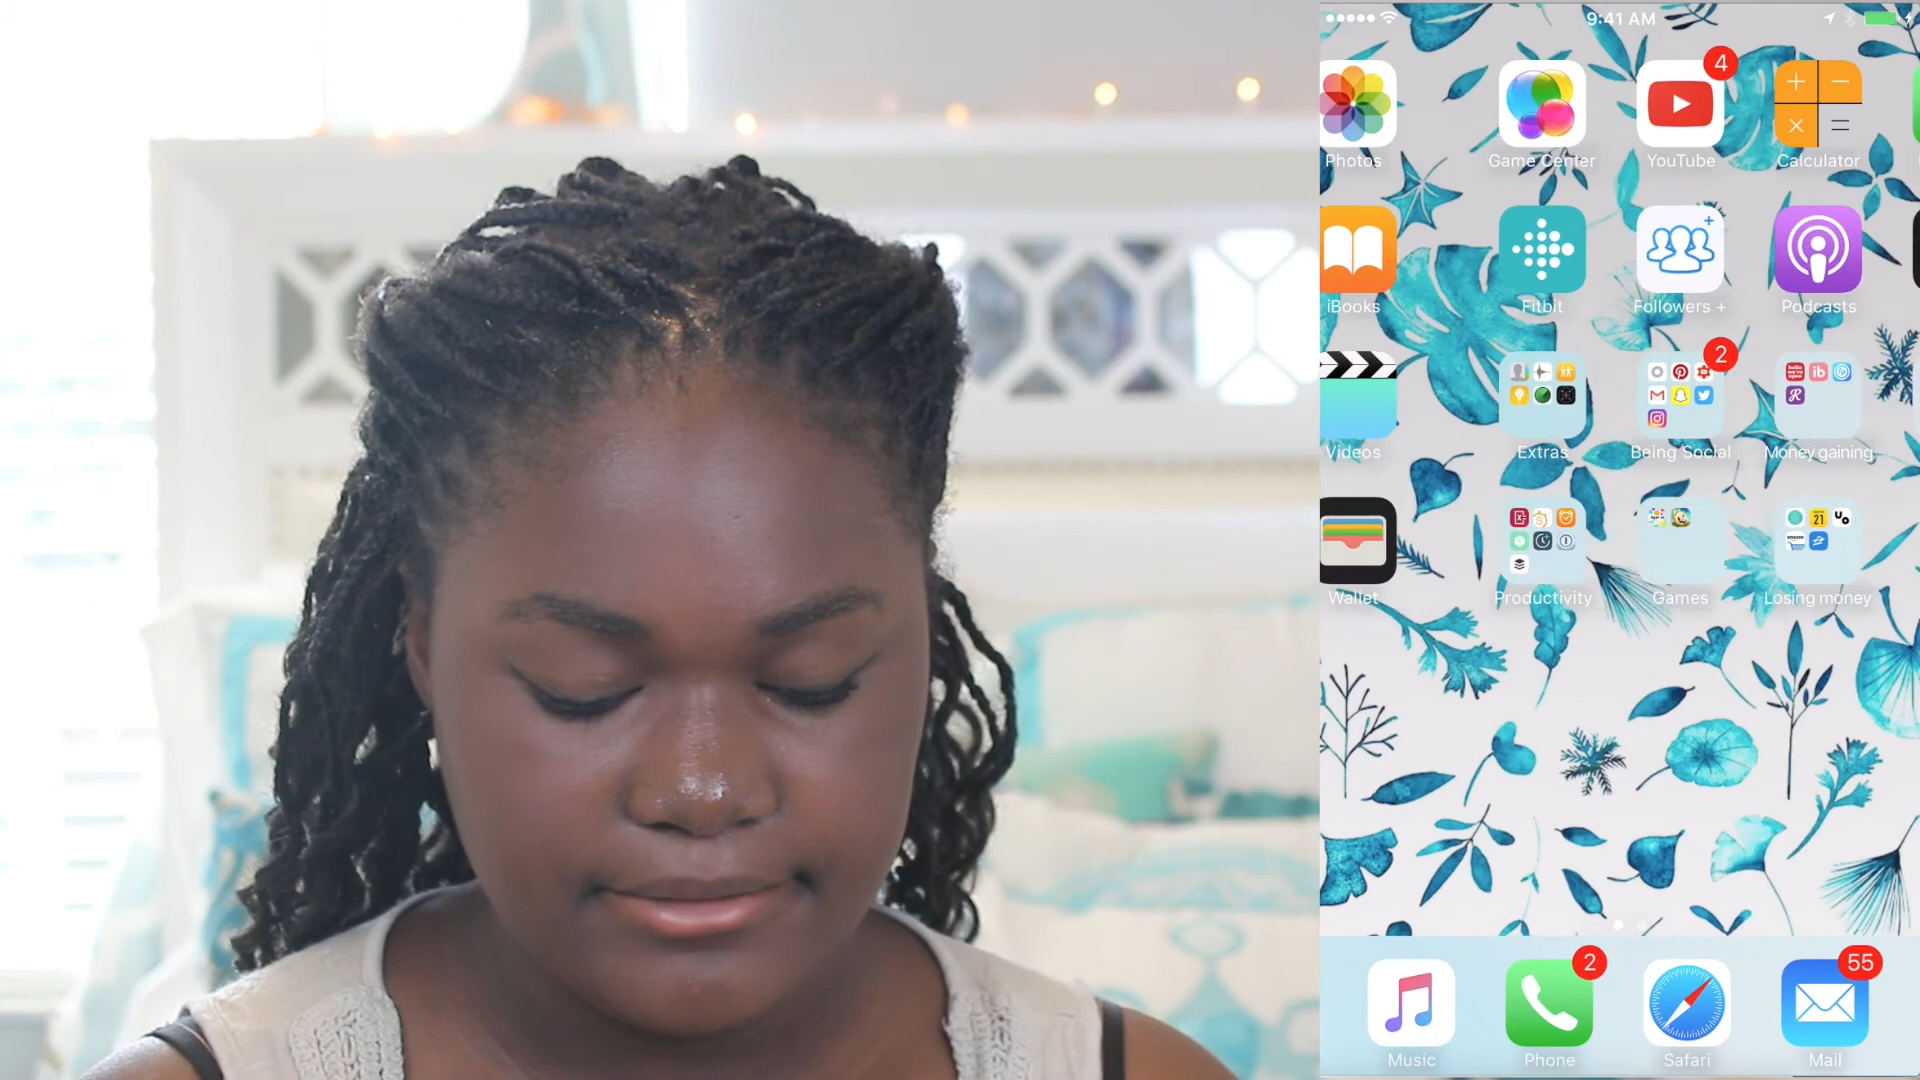 9:41 AM
4
Photos
Game Center
YouTube
Calculator
iBooks
Fitbit
Followers +
Podcasts
2
Videos
Extras
Being Social
Money gaining
21
Wallet
Productivity
Games
Losing money
2
55
Music
Phone
Safari
Mail